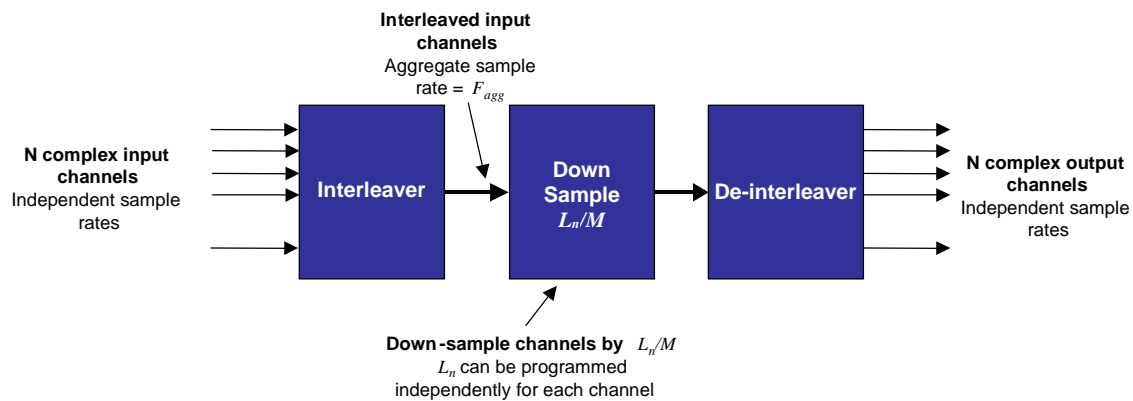 Interleaved input
channels
Aggregate sample
rate = F_agg
N complex input
channels
Independent sample
rates
Interleaver
Down
Sample
L_n/M
De-interleaver
N complex output
channels
Independent sample
rates
Down-sample channels by L_n/M
L_n can be programmed
independently for each channel